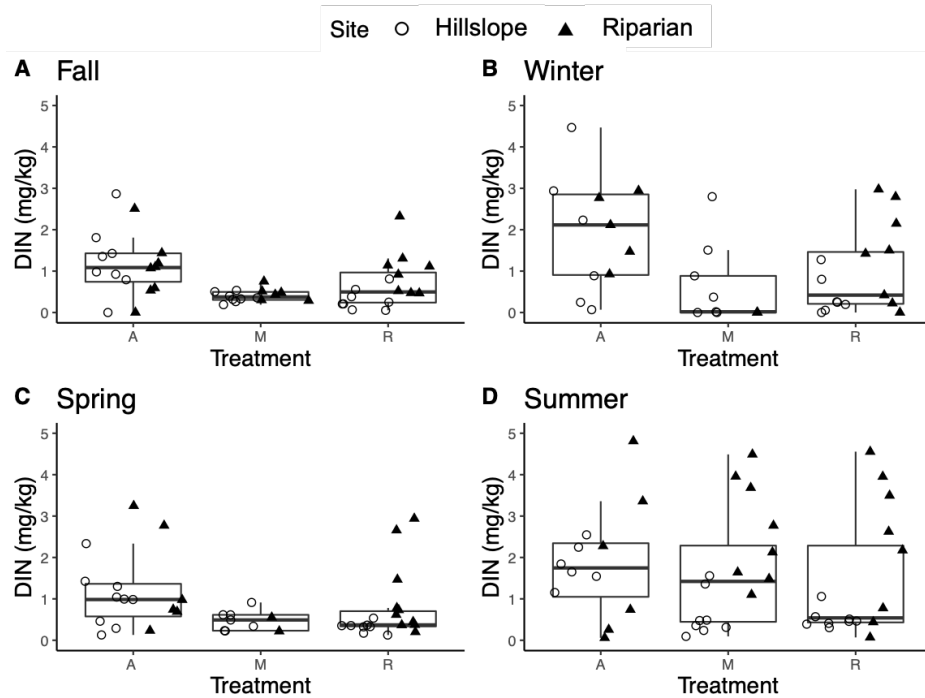 Site Hillslope Riparian
A Fall
DIN (mg/kg)
5
4
3
2
1
0
A M R
Treatment
B Winter
DIN (mg/kg)
5
4
3
2
1
0
A M R
Treatment
C Spring
DIN (mg/kg)
5
4
3
2
1
0
A M R
Treatment
D Summer
DIN (mg/kg)
5
4
3
2
1
0
A M R
Treatment